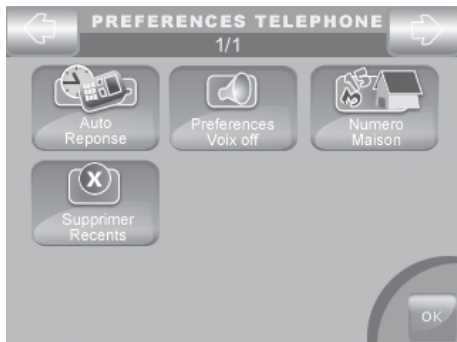 PREFERENCES TELEPHONE
1/1
Auto
Reponse
Preferences
Voix off
Numero
Maison
X
Supprimer
Recents
OK